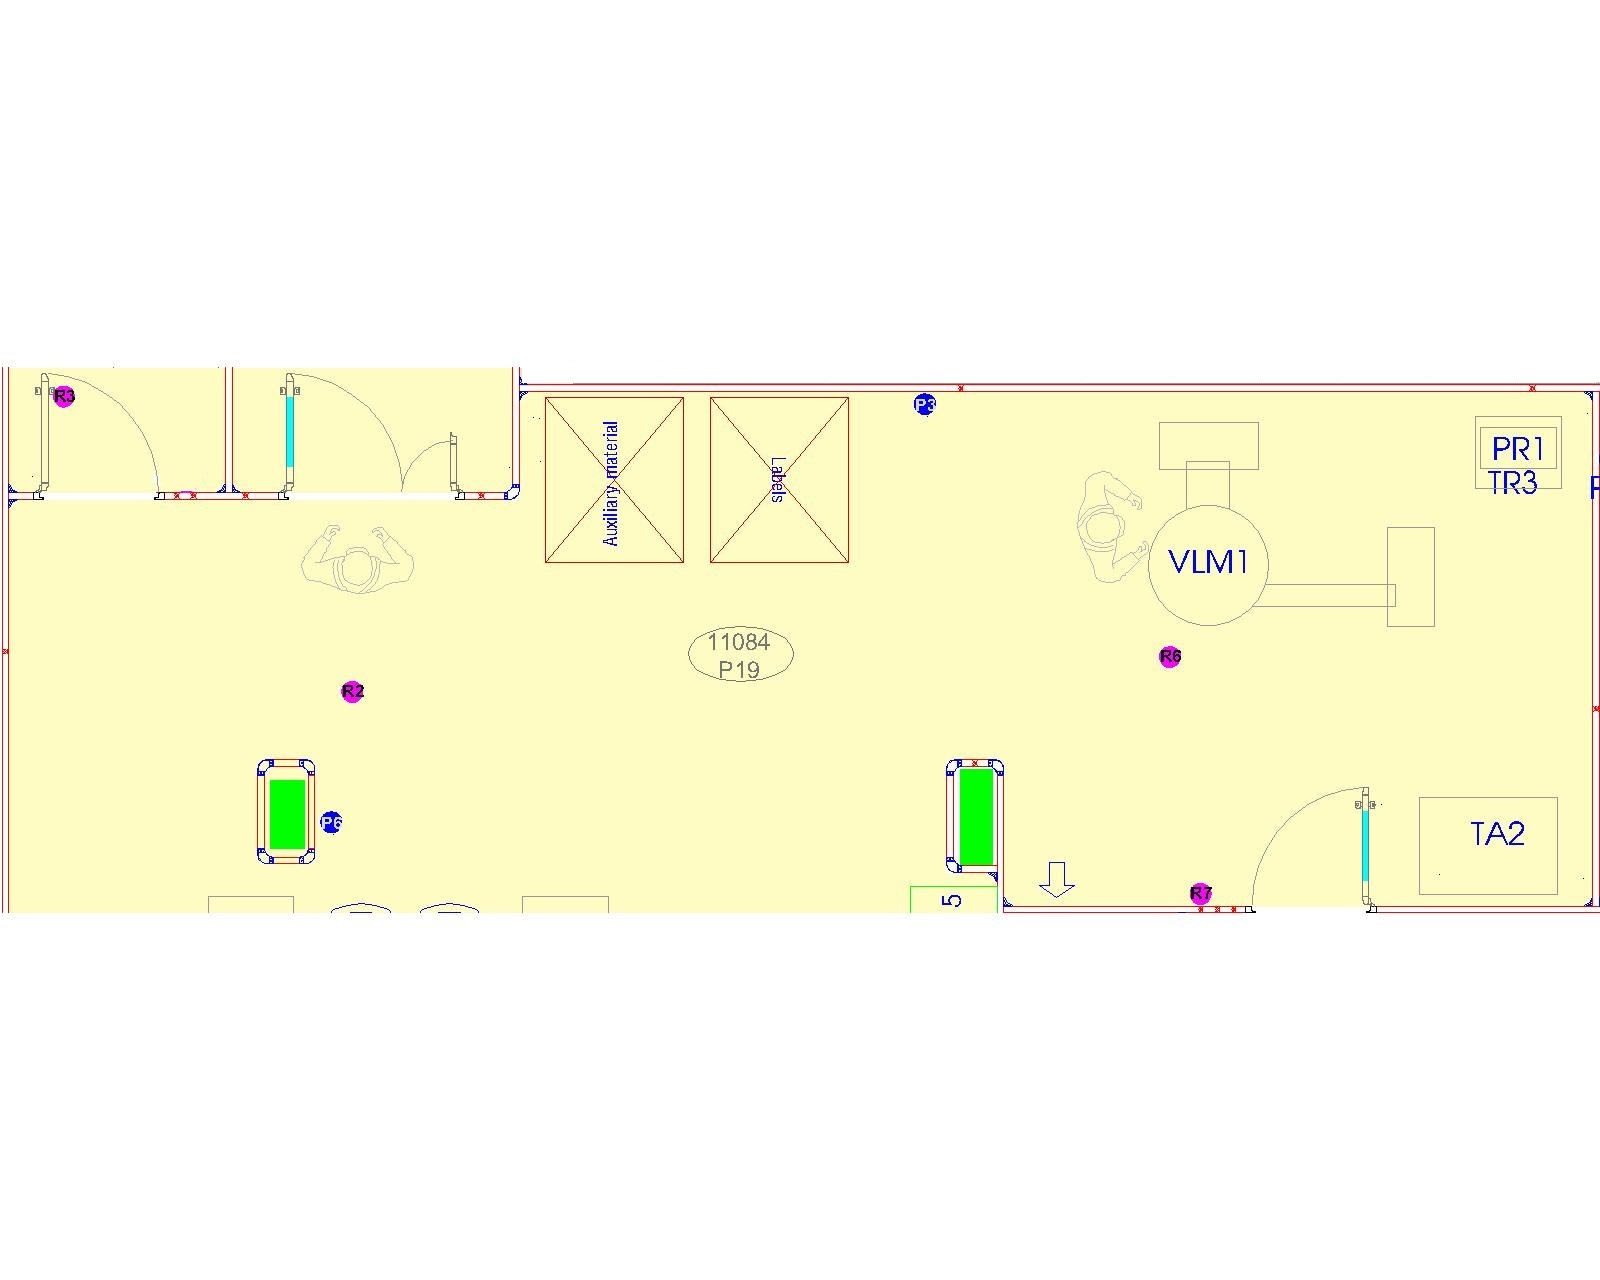 R3
P3
Auxiliary material
Labels
PR1
TR3
VLM1
11084
P19
R6
R2
P6
TA2
R7
5